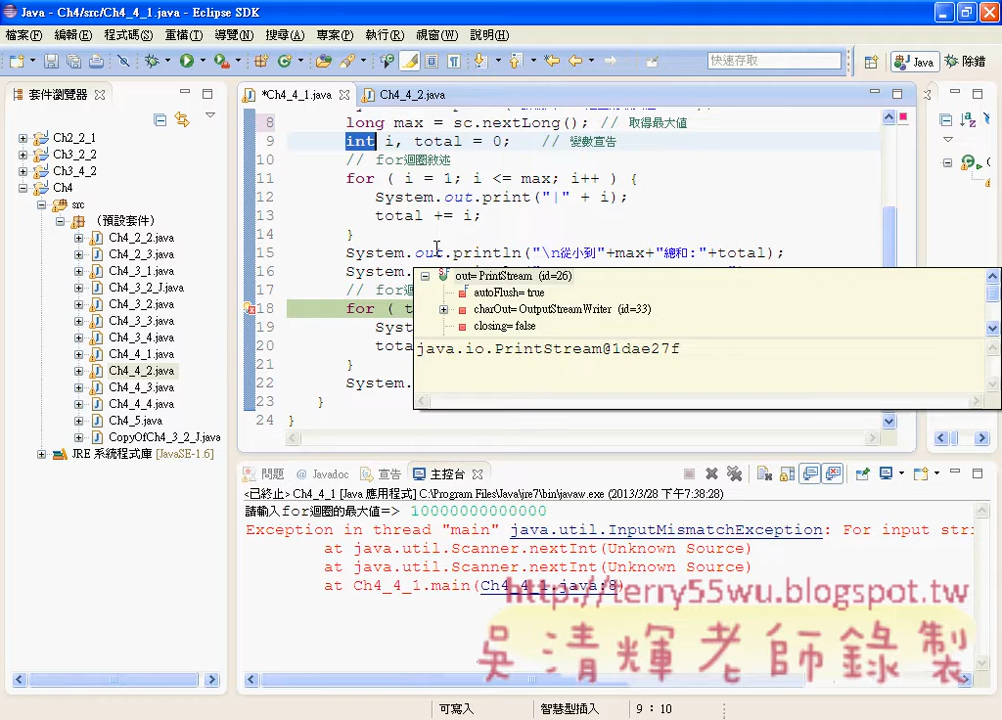 Java - Ch4/src/Ch4_4_1.java - Eclipse SDK
檔案(F) 編輯(E) 程式碼(S) 重構(T) 導覽(N) 搜尋(A) 專案(P) 執行(R) 視窗(W) 說明(H)
快速存取 Java 除錯
套件瀏覽器
Ch2_2_1
Ch3_2_2
Ch3_4_2
Ch4
src
(預設套件)
Ch4_2_2.java
Ch4_2_3.java
Ch4_3_1.java
Ch4_3_2_J.java
Ch4_3_2.java
Ch4_3_3.java
Ch4_3_4.java
Ch4_4_1.java
Ch4_4_2.java
Ch4_4_3.java
Ch4_4_4.java
Ch4_5.java
CopyOfCh4_3_2_J.java
JRE 系統程式庫 [JavaSE-1.6]
*Ch4_4_1.java Ch4_4_2.java
8 long max = sc.nextLong(); // 取得最大值
9 int i, total = 0; // 變數宣告
10 // for迴圈敘述
11 for ( i = 1; i <= max; i++ ) {
12 System.out.print("|" + i);
13 total += i;
14 }
15 System.out.println("\n從小到"+max+"總和:"+total);
16 System.
17 // for迴
18 for ( t
19 Syst
20 tota
21 }
22 System.
23 }
24 }
out= PrintStream (id=26)
autoFlush= true
charOut= OutputStreamWriter (id=33)
closing= false
java.io.PrintStream@1dae27f
問題 @ Javadoc 宣告 主控台
<已終止> Ch4_4_1 [Java 應用程式] C:\Program Files\Java\jre7\bin\javaw.exe (2013/3/28 下午7:38:28)
請輸入for迴圈的最大值=> 10000000000000
Exception in thread "main" java.util.InputMismatchException: For input stri
at java.util.Scanner.nextInt(Unknown Source)
at java.util.Scanner.nextInt(Unknown Source)
at Ch4_4_1.main(Ch4_4_1.java:8)
http://terry55wu.blogspot.tw
吳清輝老師錄製
可寫入 智慧型插入 9 : 10